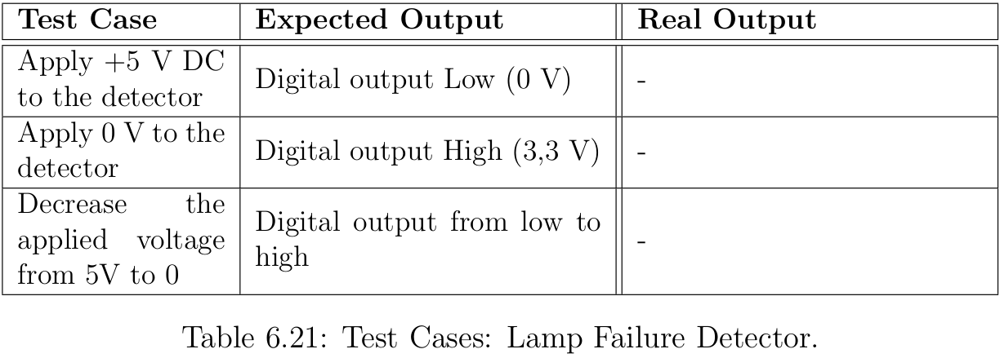 Test Case Expected Output Real Output
Apply +5 V DC
to the detector
Digital output Low (0 V)
-
Apply 0 V to the
detector
Digital output High (3,3 V)
-
Decrease the
applied voltage
from 5V to 0
Digital output from low to
high
-
Table 6.21: Test Cases: Lamp Failure Detector.